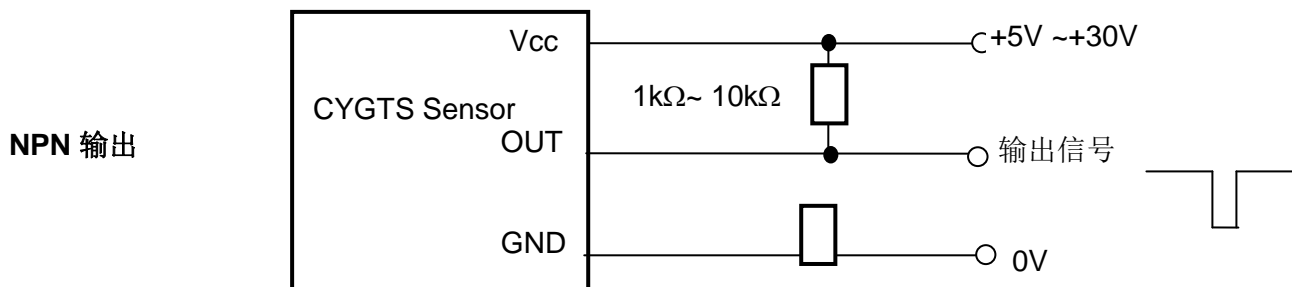 Vcc
+5V ~+30V
1kΩ~ 10kΩ
CYGTS Sensor
NPN 输出
OUT
输出信号
GND
0V